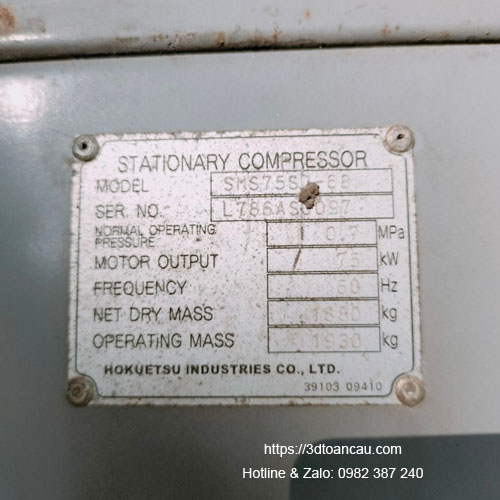 STATIONARY COMPRESSOR
MODEL
SER. NO.
NORMAL OPERATING PRESSURE 0.7 MPa
MOTOR OUTPUT 75 kW
FREQUENCY 60 Hz
NET DRY MASS kg
OPERATING MASS 1930 kg
HOKUETSU INDUSTRIES CO., LTD.
39103 09410
https://3dtoancau.com
Hotline & Zalo: 0982 387 240